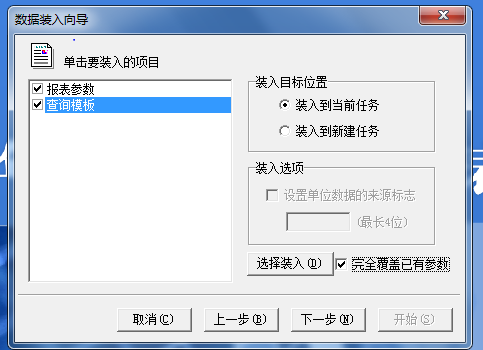 数据装入向导
单击要装入的项目
报表参数
查询模板
装入目标位置
装入到当前任务
装入到新建任务
装入选项
设置单位数据的来源标志
(最长4位)
选择装入(D)
完全覆盖已有参数
取消(C)
上一步(B)
下一步(N)
开始(S)